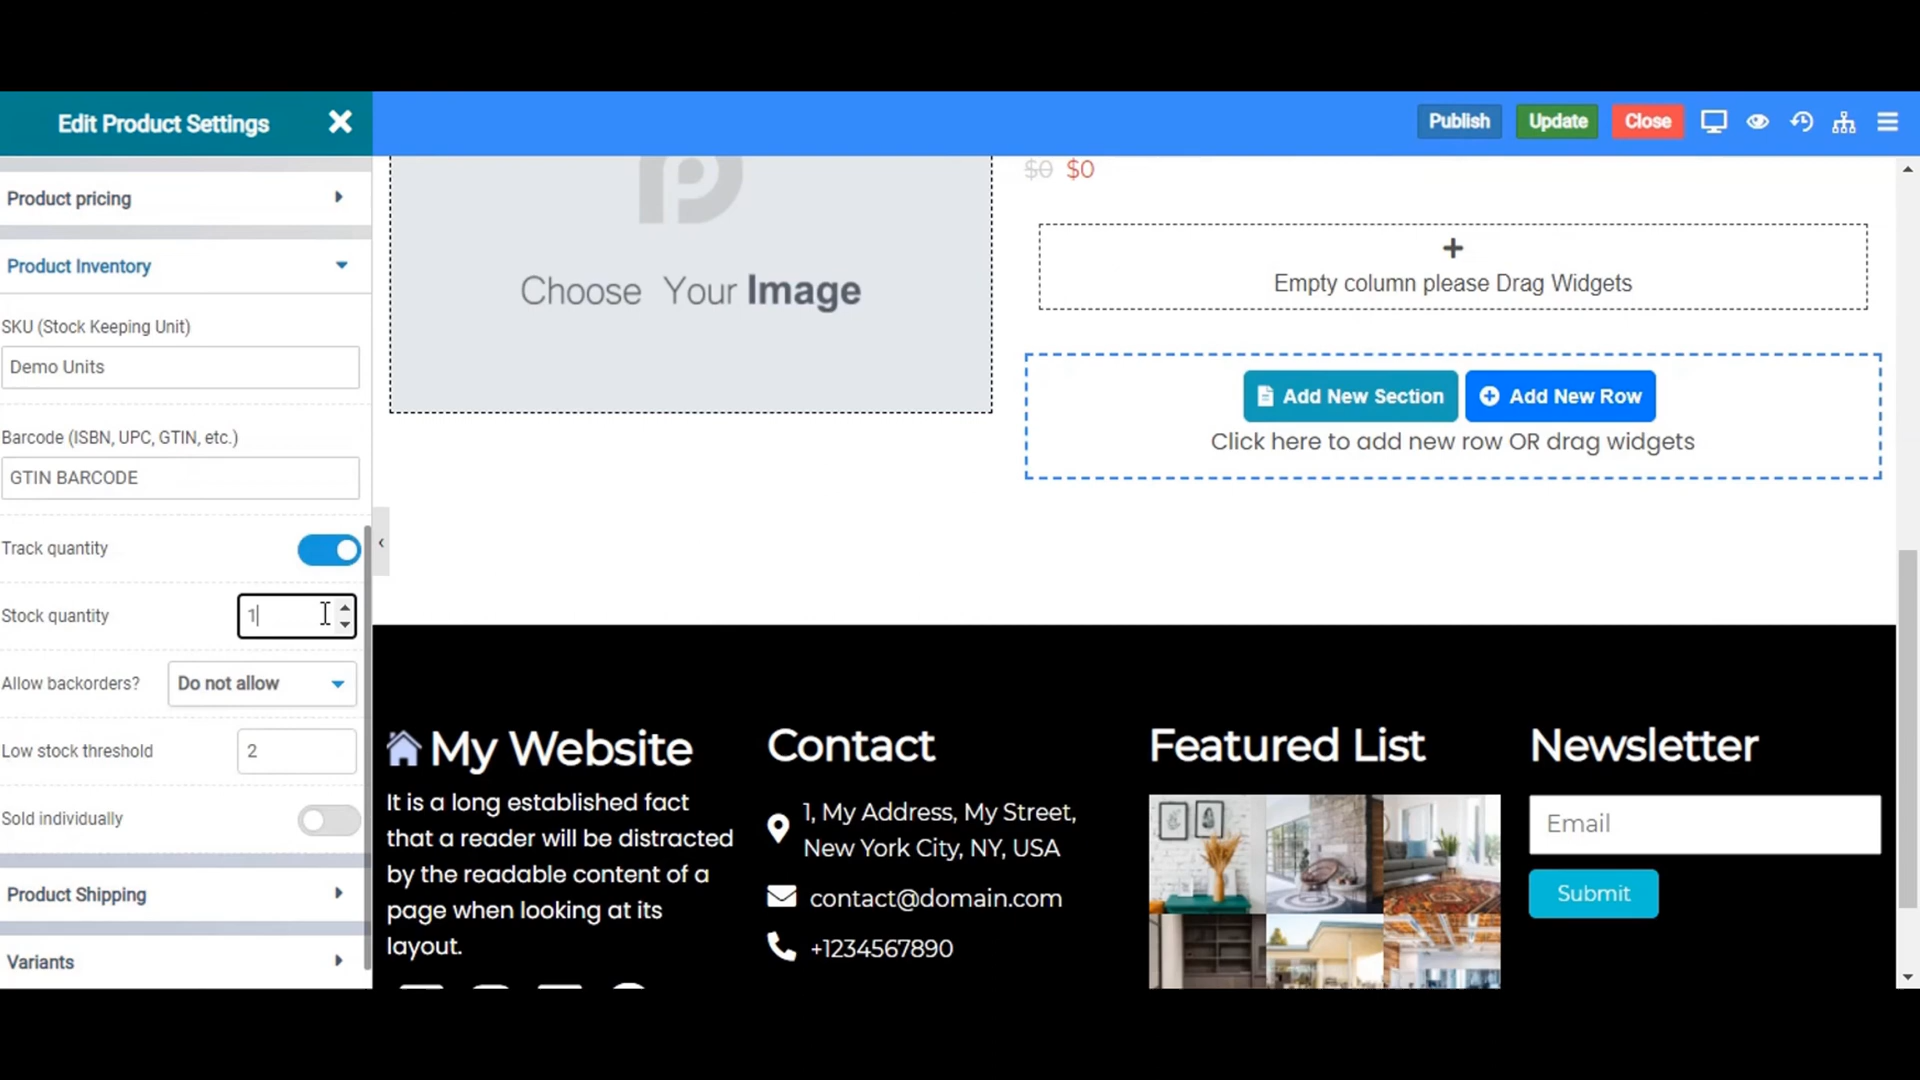 Edit Product Settings
Publish
Update
Close
Product pricing
Product Inventory
SKU (Stock Keeping Unit)
Demo Units
Barcode (ISBN, UPC, GTIN, etc.)
GTIN BARCODE
Track quantity
Stock quantity
1
Allow backorders?
Do not allow
Low stock threshold
2
Sold individually
Product Shipping
Variants
Choose Your Image
$0 $0
+
Empty column please Drag Widgets
Add New Section
Add New Row
Click here to add new row OR drag widgets
My Website
It is a long established fact
that a reader will be distracted
by the readable content of a
page when looking at its
layout.
Contact
1, My Address, My Street,
New York City, NY, USA
contact@domain.com
+1234567890
Featured List
Newsletter
Email
Submit